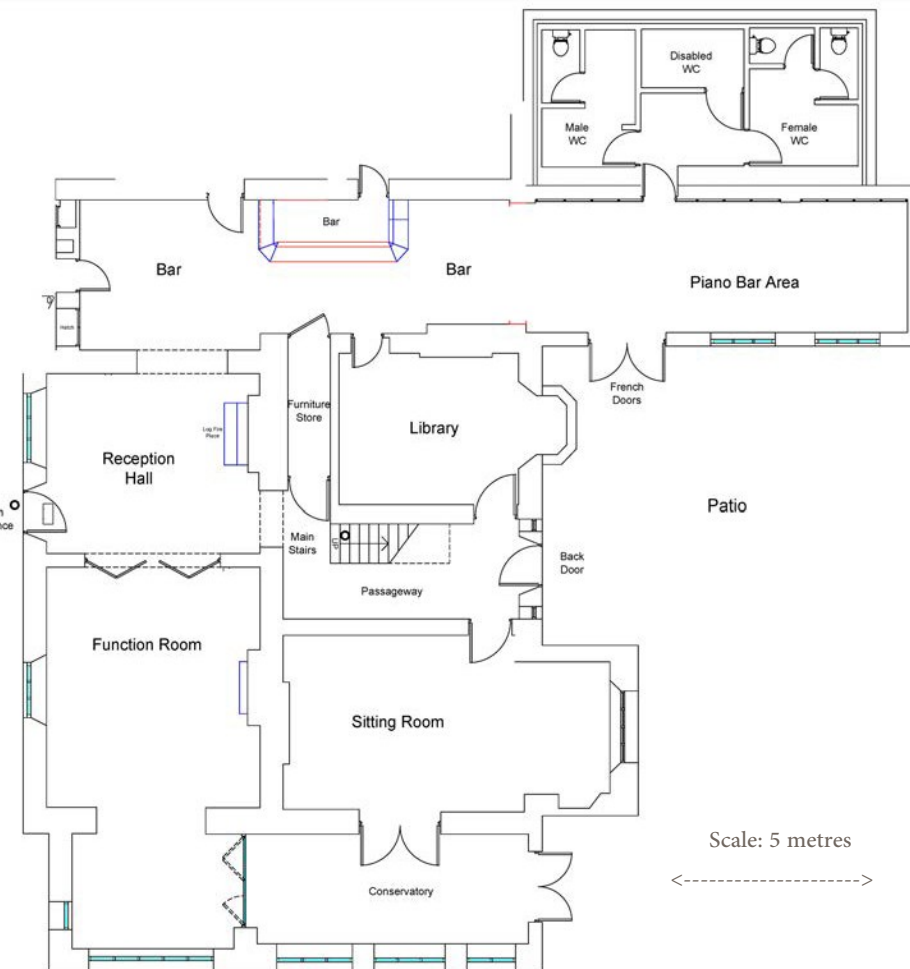 Disabled
WC
Male
WC
Female
WC
Bar
Bar
Bar
Piano Bar Area
Hatch
French
Doors
Furniture
Store
Log Fire
Place
Library
Reception
Hall
Patio
Main
Stairs
UP
Back
Door
Passageway
Function Room
Sitting Room
Scale: 5 metres
Conservatory